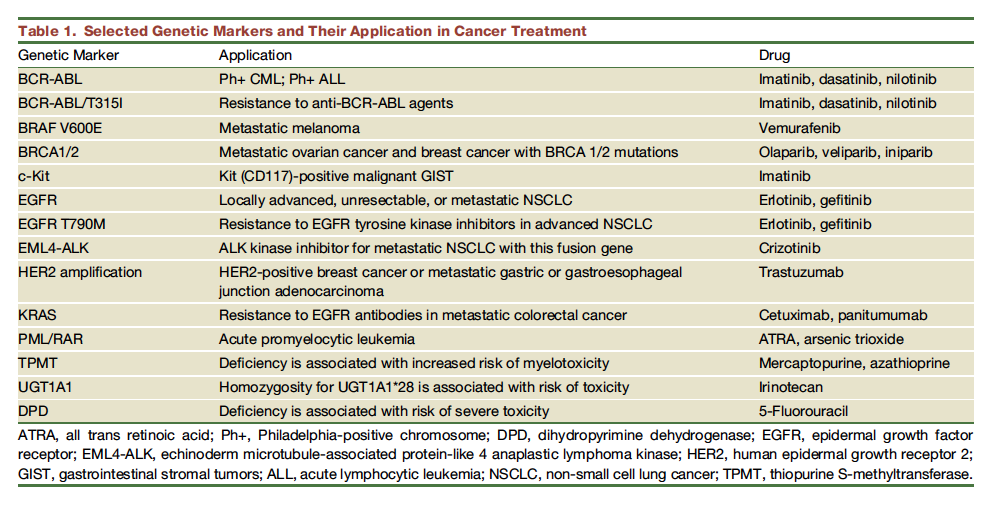 Table 1. Selected Genetic Markers and Their Application in Cancer Treatment
Genetic Marker Application Drug
BCR-ABL Ph+ CML; Ph+ ALL Imatinib, dasatinib, nilotinib
BCR-ABL/T315I Resistance to anti-BCR-ABL agents Imatinib, dasatinib, nilotinib
BRAF V600E Metastatic melanoma Vemurafenib
BRCA1/2 Metastatic ovarian cancer and breast cancer with BRCA 1/2 mutations Olaparib, veliparib, iniparib
c-Kit Kit (CD117)-positive malignant GIST Imatinib
EGFR Locally advanced, unresectable, or metastatic NSCLC Erlotinib, gefitinib
EGFR T790M Resistance to EGFR tyrosine kinase inhibitors in advanced NSCLC Erlotinib, gefitinib
EML4-ALK ALK kinase inhibitor for metastatic NSCLC with this fusion gene Crizotinib
HER2 amplification HER2-positive breast cancer or metastatic gastric or gastroesophageal Trastuzumab
junction adenocarcinoma
KRAS Resistance to EGFR antibodies in metastatic colorectal cancer Cetuximab, panitumumab
PML/RAR Acute promyelocytic leukemia ATRA, arsenic trioxide
TPMT Deficiency is associated with increased risk of myelotoxicity Mercaptopurine, azathioprine
UGT1A1 Homozygosity for UGT1A1*28 is associated with risk of toxicity Irinotecan
DPD Deficiency is associated with risk of severe toxicity 5-Fluorouracil
ATRA, all trans retinoic acid; Ph+, Philadelphia-positive chromosome; DPD, dihydropyrimine dehydrogenase; EGFR, epidermal growth factor
receptor; EML4-ALK, echinoderm microtubule-associated protein-like 4 anaplastic lymphoma kinase; HER2, human epidermal growth receptor 2;
GIST, gastrointestinal stromal tumors; ALL, acute lymphocytic leukemia; NSCLC, non-small cell lung cancer; TPMT, thiopurine S-methyltransferase.